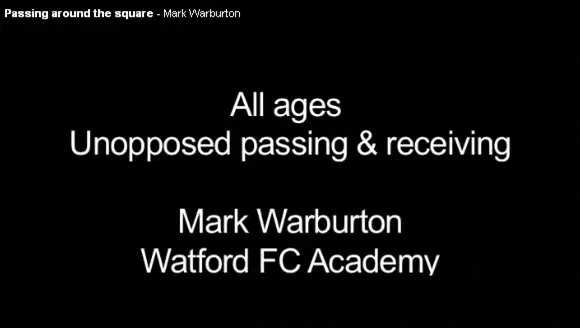 Passing around the square - Mark Warburton
All ages
Unopposed passing & receiving
Mark Warburton
Watford FC Academy